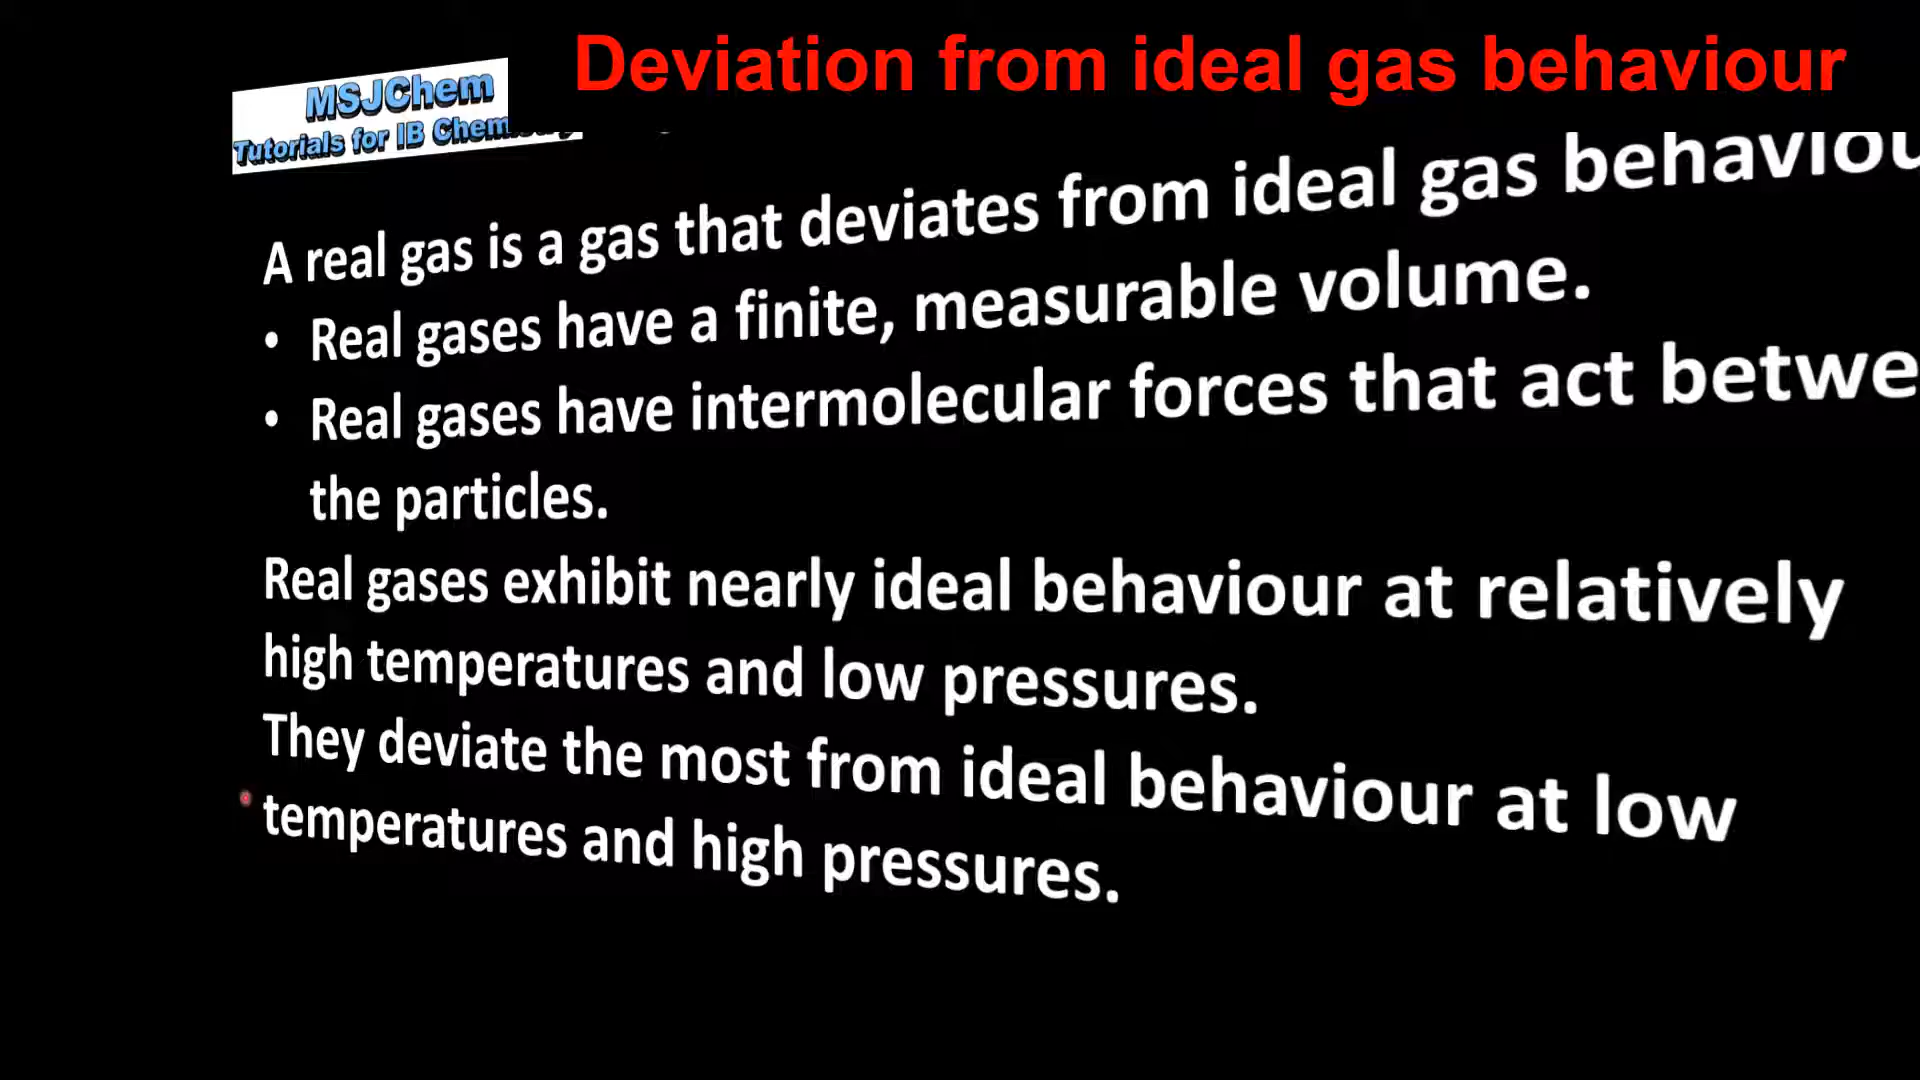 Deviation from ideal gas behaviour
MSJChem
Tutorials for IB Chem
A real gas is a gas that deviates from ideal gas behaviou
• Real gases have a finite, measurable volume.
• Real gases have intermolecular forces that act betwe
the particles.
Real gases exhibit nearly ideal behaviour at relatively
high temperatures and low pressures.
They deviate the most from ideal behaviour at low
temperatures and high pressures.